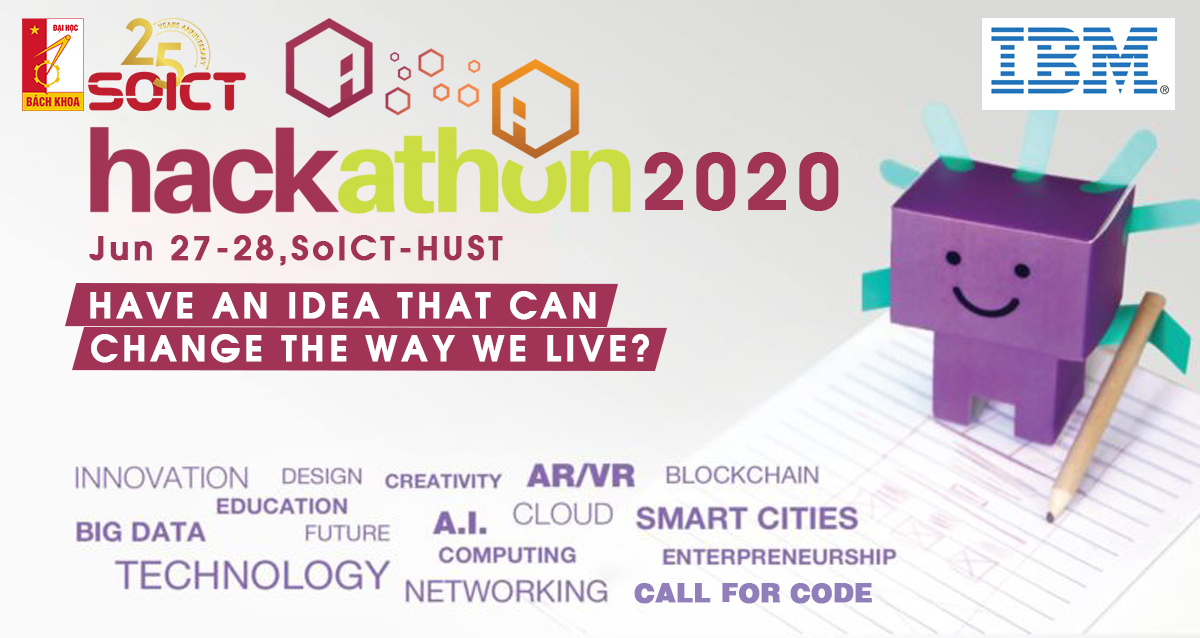 ĐẠI HỌC
BÁCH KHOA
25
YEARS ANNIVERSARY
SOICT
IBM®
hackathon 2020
Jun 27-28,SoICT-HUST
HAVE AN IDEA THAT CAN
CHANGE THE WAY WE LIVE?
INNOVATION DESIGN CREATIVITY AR/VR BLOCKCHAIN
EDUCATION
BIG DATA FUTURE A.I. CLOUD SMART CITIES
COMPUTING ENTERPRENEURSHIP
TECHNOLOGY NETWORKING CALL FOR CODE